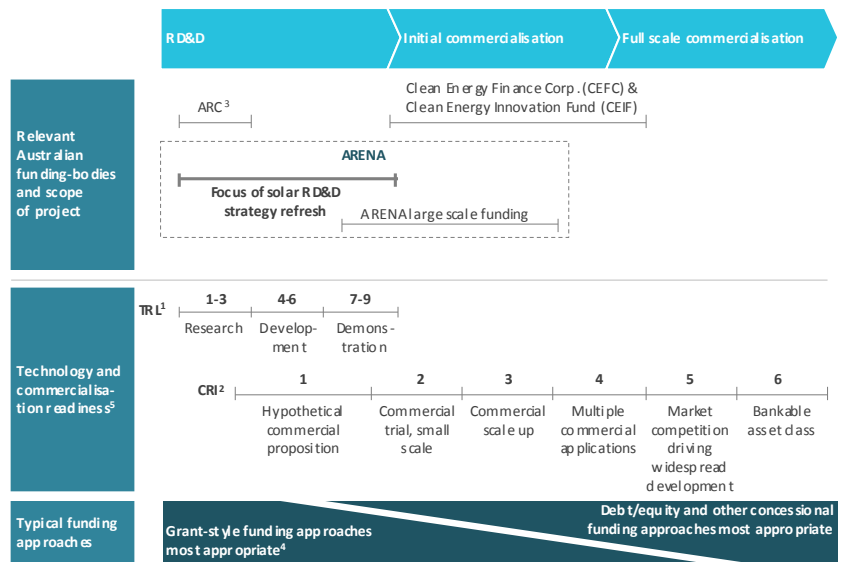 RD&D
Initial commercialisation
Full scale commercialisation
Relevant
Australian
funding-bodies
and scope
of project
ARC³
Clean Energy Finance Corp. (CEFC) &
Clean Energy Innovation Fund (CEIF)
ARENA
Focus of solar RD&D
strategy refresh
ARENA large scale funding
Technology and
commercialisa-
tion readiness⁵
TRL¹
1-3
4-6
7-9
Research
Develop-
ment
Demons-
tration
CRI²
1
2
3
4
5
6
Hypothetical
commercial
proposition
Commercial
trial, small
scale
Commercial
scale up
Multiple
commercial
applications
Market
competition
driving
widespread
development
Bankable
asset class
Typical funding
approaches
Grant-style funding approaches
most appropriate⁴
Debt/equity and other concessional
funding approaches most appropriate